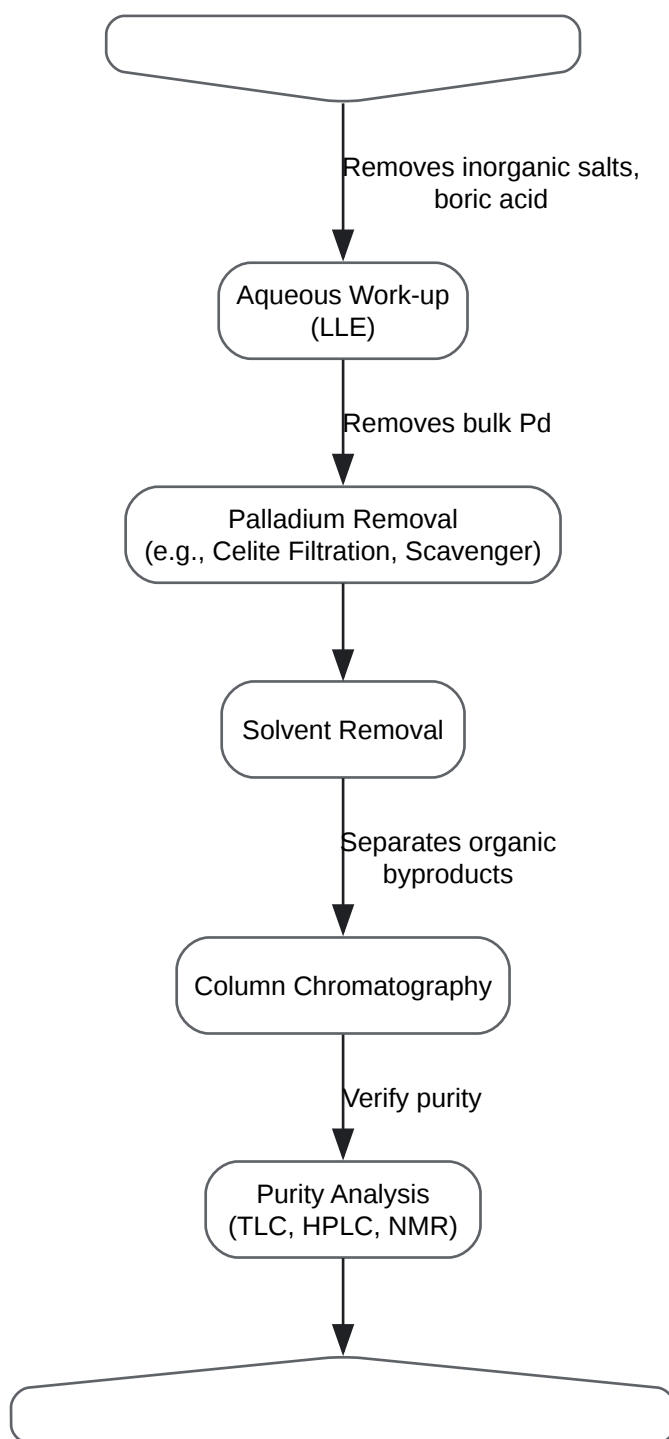 Removes inorganic salts,
boric acid
Aqueous Work-up
(LLE)
Removes bulk Pd
Palladium Removal
(e.g., Celite Filtration, Scavenger)
Solvent Removal
Separates organic
byproducts
Column Chromatography
Verify purity
Purity Analysis
(TLC, HPLC, NMR)